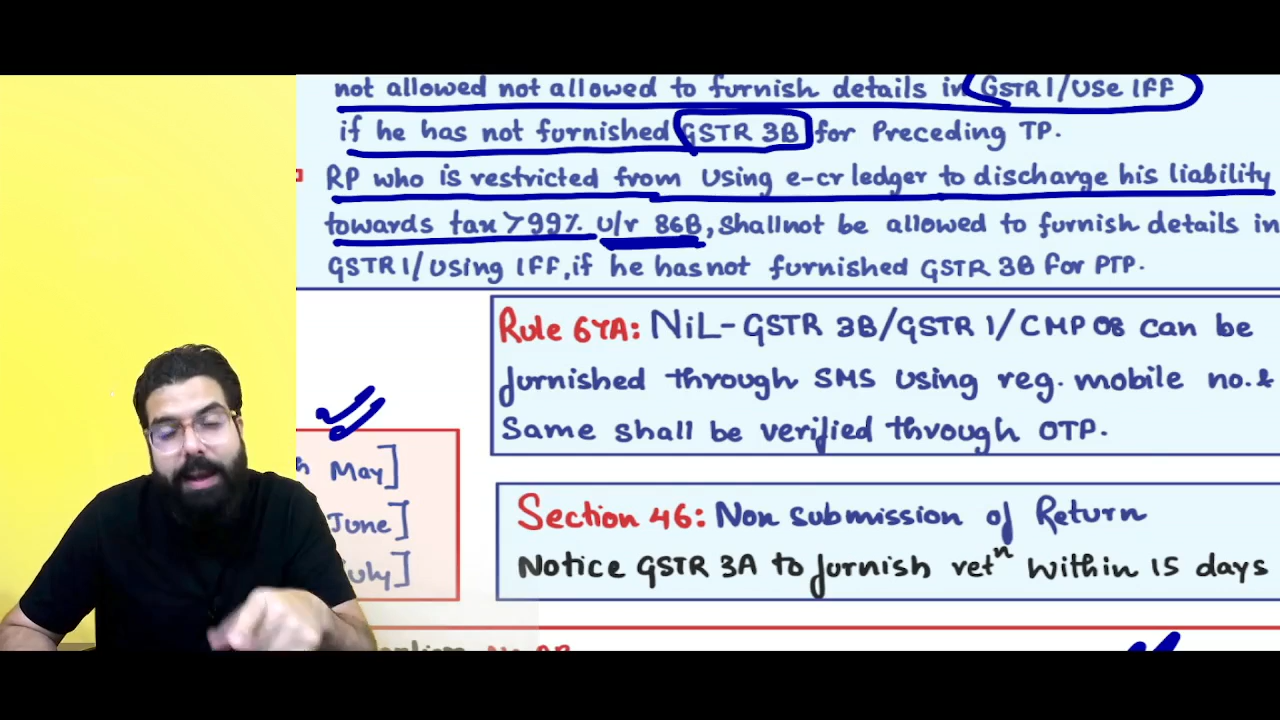 not allowed not allowed to furnish details in GSTR1/Use IFF
if he has not furnished GSTR 3B for Preceding TP.
RP who is restricted from Using e-cr ledger to discharge his liability
towards tax >99% u/r 86B, Shall not be allowed to furnish details in
GSTR1/Using IFF, if he has not furnished GSTR 3B for PTP.
Rule 67A: NiL-GSTR 3B/GSTR 1/CMP 08 can be
furnished through SMS using reg. mobile no. &
Same shall be verified through OTP.
May]
June]
July]
Section 46: Non submission of Return
Notice GSTR 3A to furnish retⁿ within 15 days